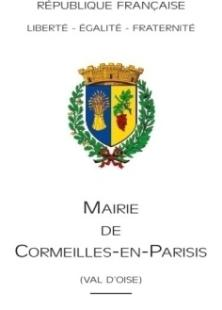 RÉPUBLIQUE FRANÇAISE
LIBERTÉ - ÉGALITÉ - FRATERNITÉ
MAIRIE
DE
CORMEILLES-EN-PARISIS
(VAL D'OISE)